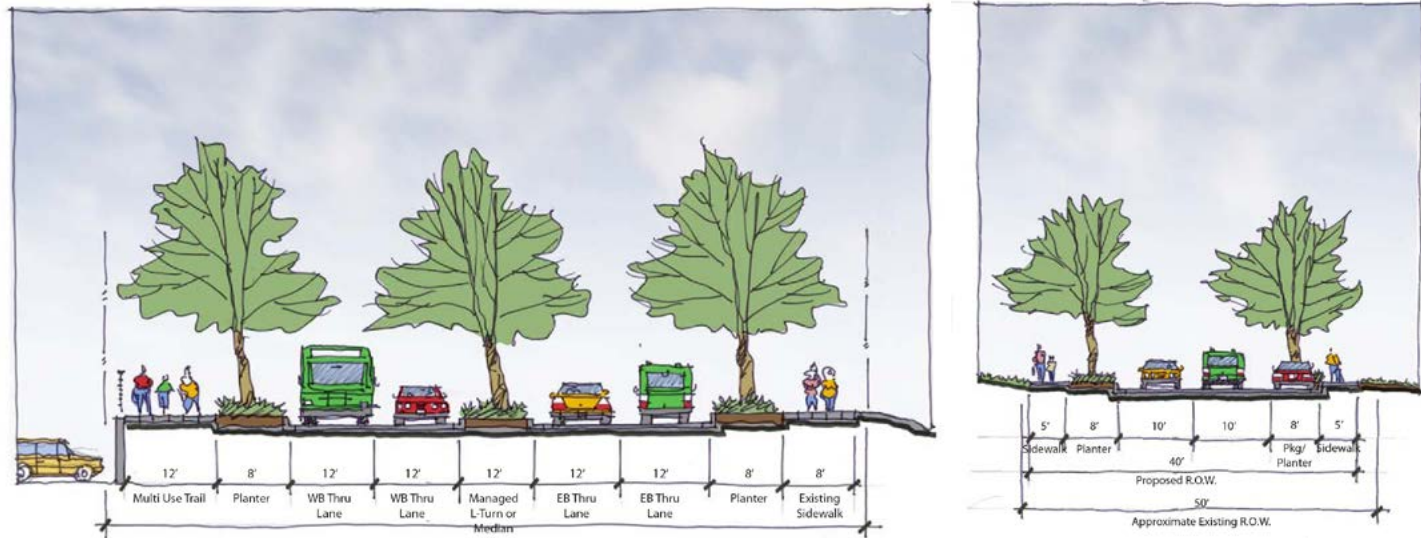 12' 8' 12' 12' 12' 12' 12' 8' 8'
Multi Use Trail Planter WB Thru Lane WB Thru Lane Managed L-Turn or Median EB Thru Lane EB Thru Lane Planter Existing Sidewalk
5' 8' 10' 10' 8' 5'
Sidewalk Planter Pkg/ Planter Sidewalk
40'
Proposed R.O.W.
50'
Approximate Existing R.O.W.